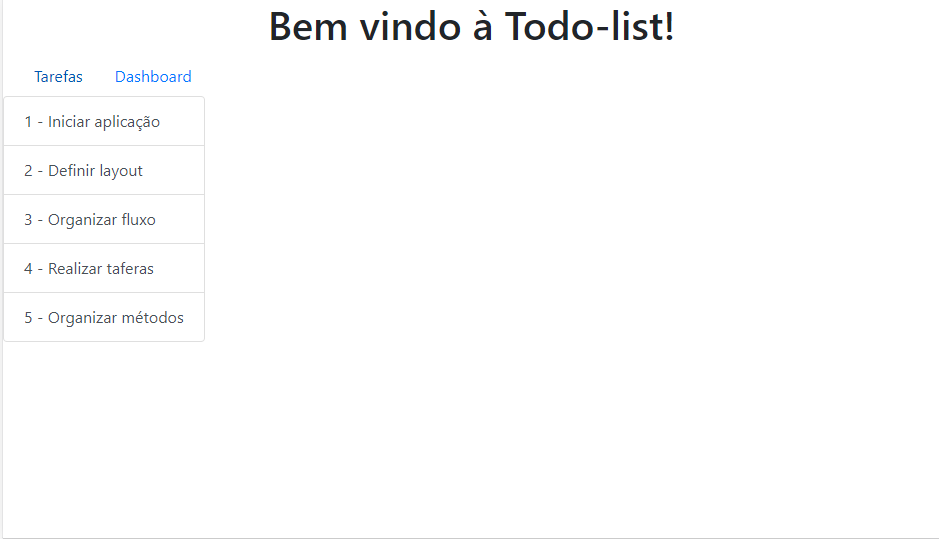 Bem vindo à Todo-list!
Tarefas Dashboard
1 - Iniciar aplicação
2 - Definir layout
3 - Organizar fluxo
4 - Realizar taferas
5 - Organizar métodos